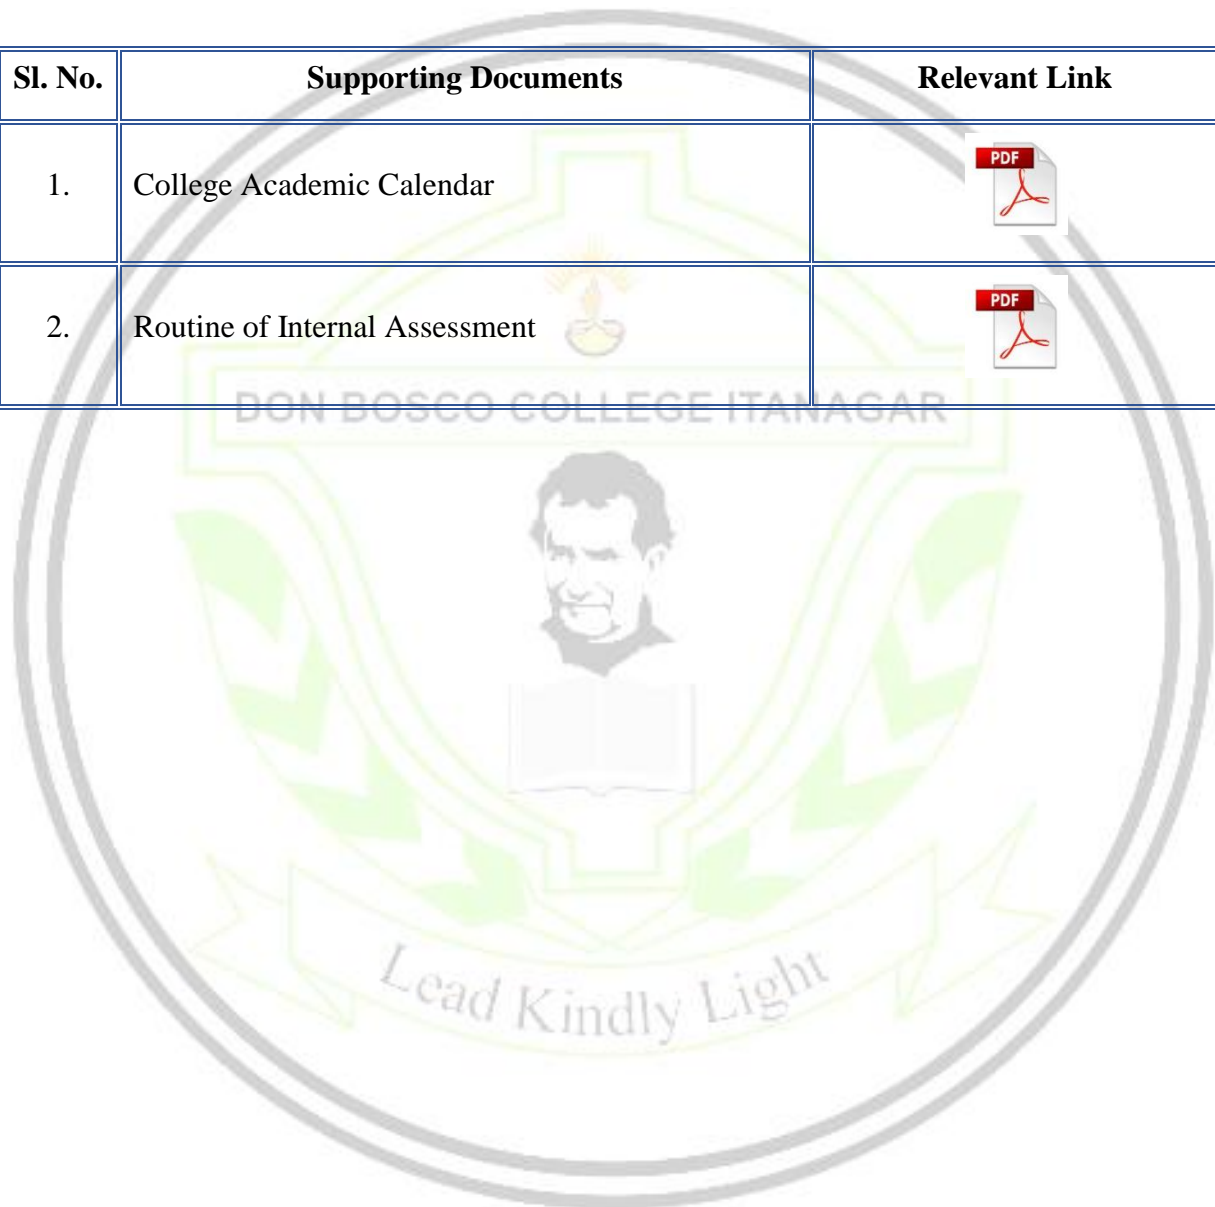 Sl. No. Supporting Documents Relevant Link
1. College Academic Calendar PDF
2. Routine of Internal Assessment PDF
DON BOSCO COLLEGE ITANAGAR
Lead Kindly Light